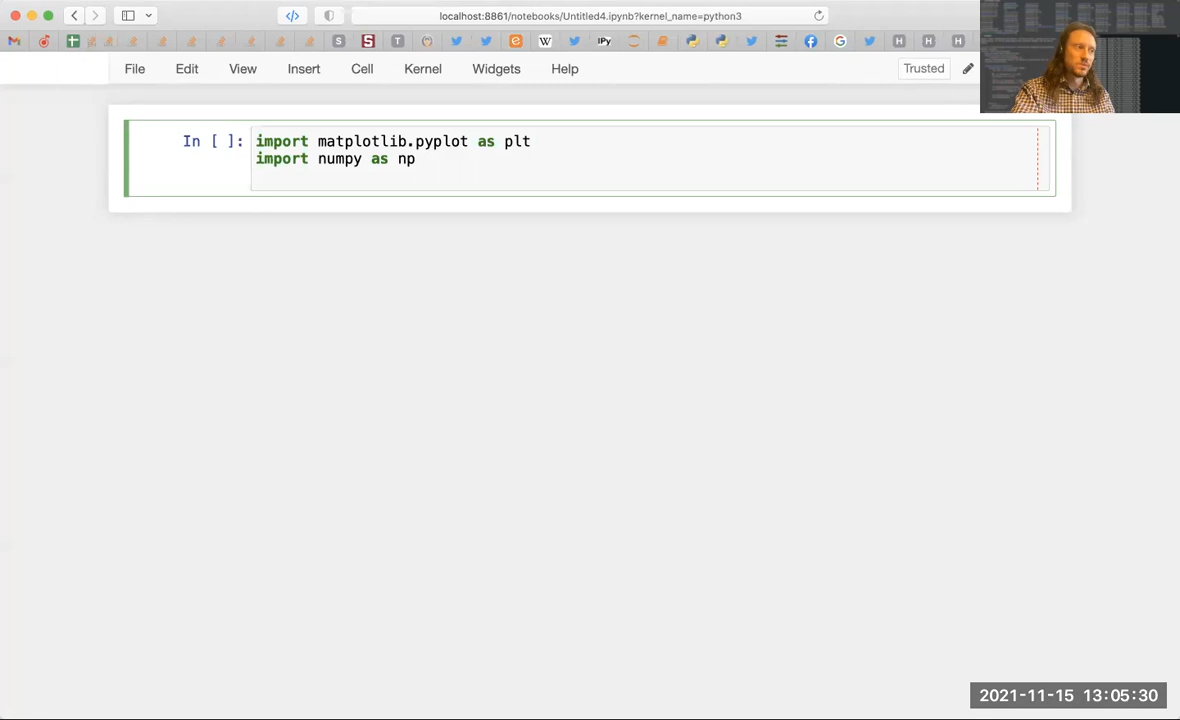 localhost:8861/notebooks/Untitled4.ipynb?kernel_name=python3
S S T e W IPy H H H
File Edit View Insert Cell Kernel Widgets Help Trusted
In [ ]: import matplotlib.pyplot as plt
import numpy as np
2021-11-15 13:05:30